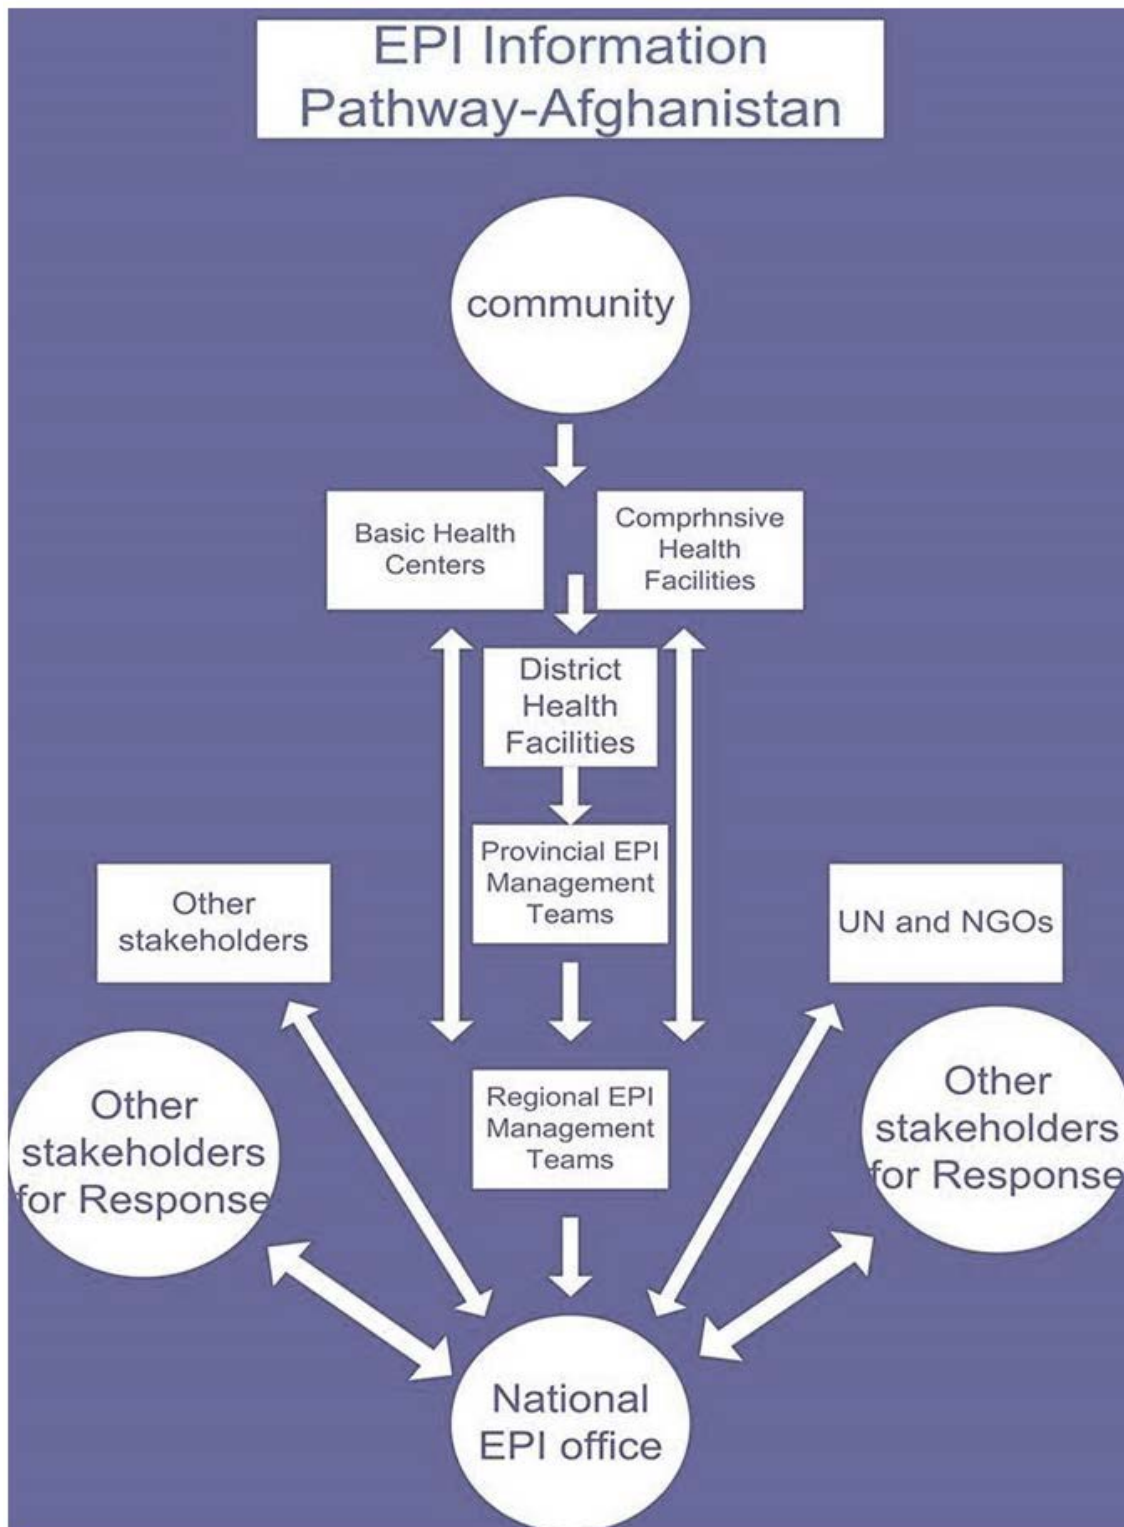 EPI Information
Pathway-Afghanistan
community
Basic Health
Centers
Comprhnsive
Health
Facilities
District
Health
Facilities
Provincial EPI
Management
Teams
Other
stakeholders
UN and NGOs
Other
stakeholders
for Response
Regional EPI
Management
Teams
Other
stakeholders
for Response
National
EPI office